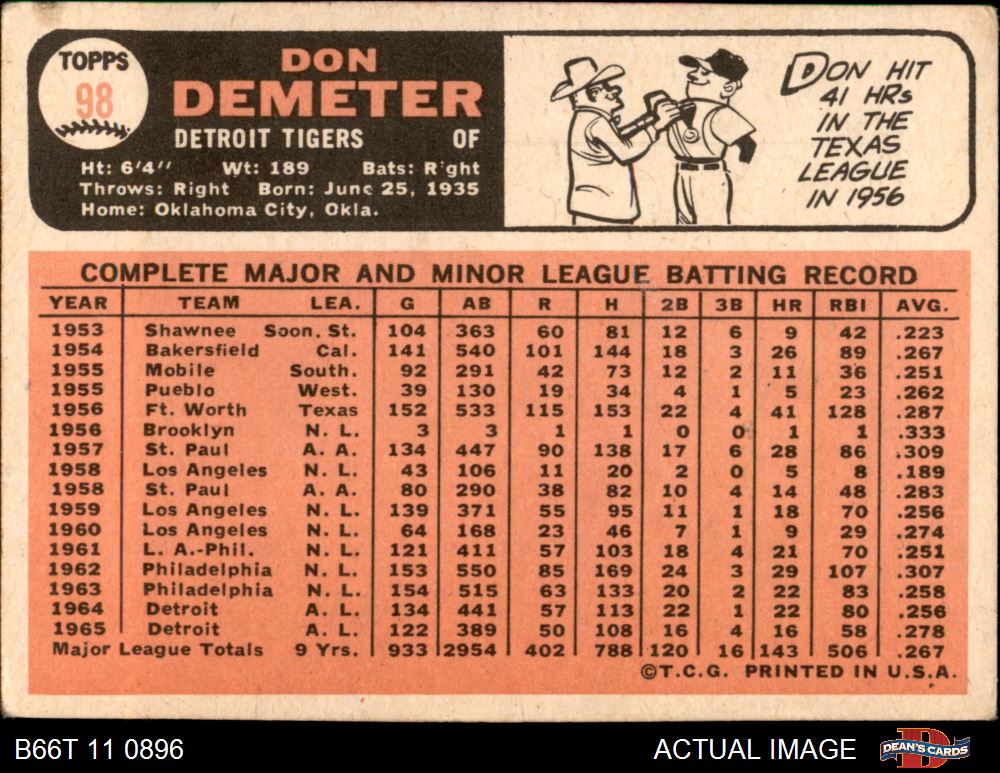 TOPPS
98
DON
DEMETER
DETROIT TIGERS OF
Ht: 6'4" Wt: 189 Bats: Right
Throws: Right Born: June 25, 1935
Home: Oklahoma City, Okla.
DON HIT
41 HRs
IN THE
TEXAS
LEAGUE
IN 1956
COMPLETE MAJOR AND MINOR LEAGUE BATTING RECORD
YEAR TEAM LEA. G AB R H 2B 3B HR RBI AVG.
1953 Shawnee Soon. St. 104 363 60 81 12 6 9 42 .223
1954 Bakersfield Cal. 141 540 101 144 18 3 26 89 .267
1955 Mobile South. 92 291 42 73 12 2 11 36 .251
1955 Pueblo West. 39 130 19 34 4 1 5 23 .262
1956 Ft. Worth Texas 152 533 115 153 22 4 41 128 .287
1956 Brooklyn N. L. 3 3 1 1 0 0 1 1 .333
1957 St. Paul A. A. 134 447 90 138 17 6 28 86 .309
1958 Los Angeles N. L. 43 106 11 20 2 0 5 8 .189
1958 St. Paul A. A. 80 290 38 82 10 4 14 48 .283
1959 Los Angeles N. L. 139 371 55 95 11 1 18 70 .256
1960 Los Angeles N. L. 64 168 23 46 7 1 9 29 .274
1961 L. A.-Phil. N. L. 121 411 57 103 18 4 21 70 .251
1962 Philadelphia N. L. 153 550 85 169 24 3 29 107 .307
1963 Philadelphia N. L. 154 515 63 133 20 2 22 83 .258
1964 Detroit A. L. 134 441 57 113 22 1 22 80 .256
1965 Detroit A. L. 122 389 50 108 16 4 16 58 .278
Major League Totals 9 Yrs. 933 2954 402 788 120 16 143 506 .267
©T.C.G. PRINTED IN U.S.A.
B66T 11 0896 ACTUAL IMAGE DEAN'S CARDS